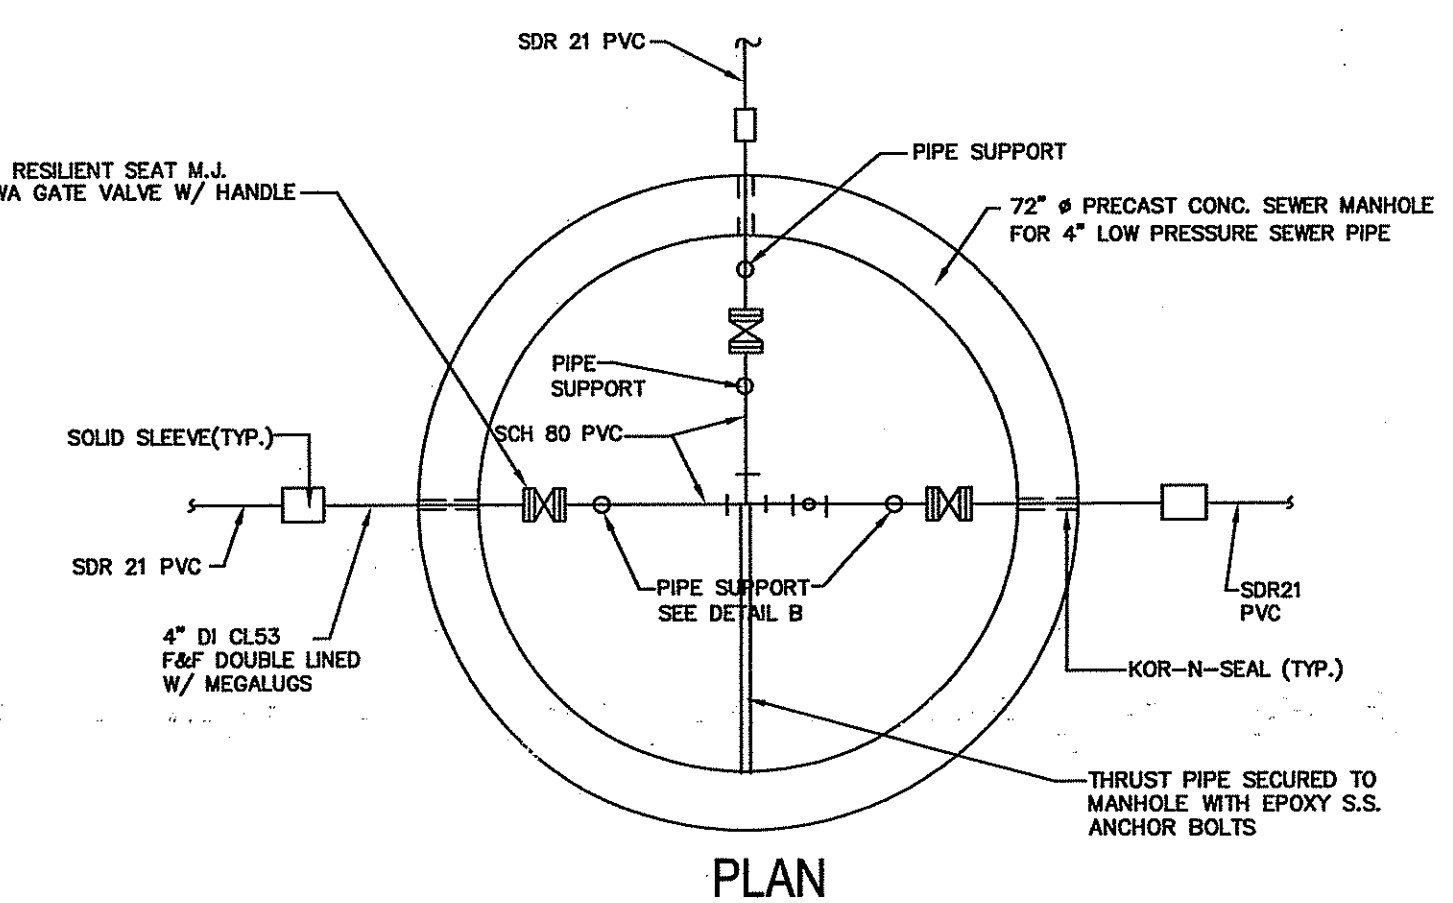 SDR 21 PVC
RESILIENT SEAT M.J.
WA GATE VALVE W/ HANDLE
PIPE SUPPORT
72" ø PRECAST CONC. SEWER MANHOLE
FOR 4" LOW PRESSURE SEWER PIPE
PIPE
SUPPORT
SOLID SLEEVE(TYP.)
SCH 80 PVC
SDR 21 PVC
PIPE SUPPORT
SEE DETAIL B
SDR21
PVC
4" DI CL53
F&F DOUBLE LINED
W/ MEGALUGS
KOR-N-SEAL (TYP.)
THRUST PIPE SECURED TO
MANHOLE WITH EPOXY S.S.
ANCHOR BOLTS
PLAN